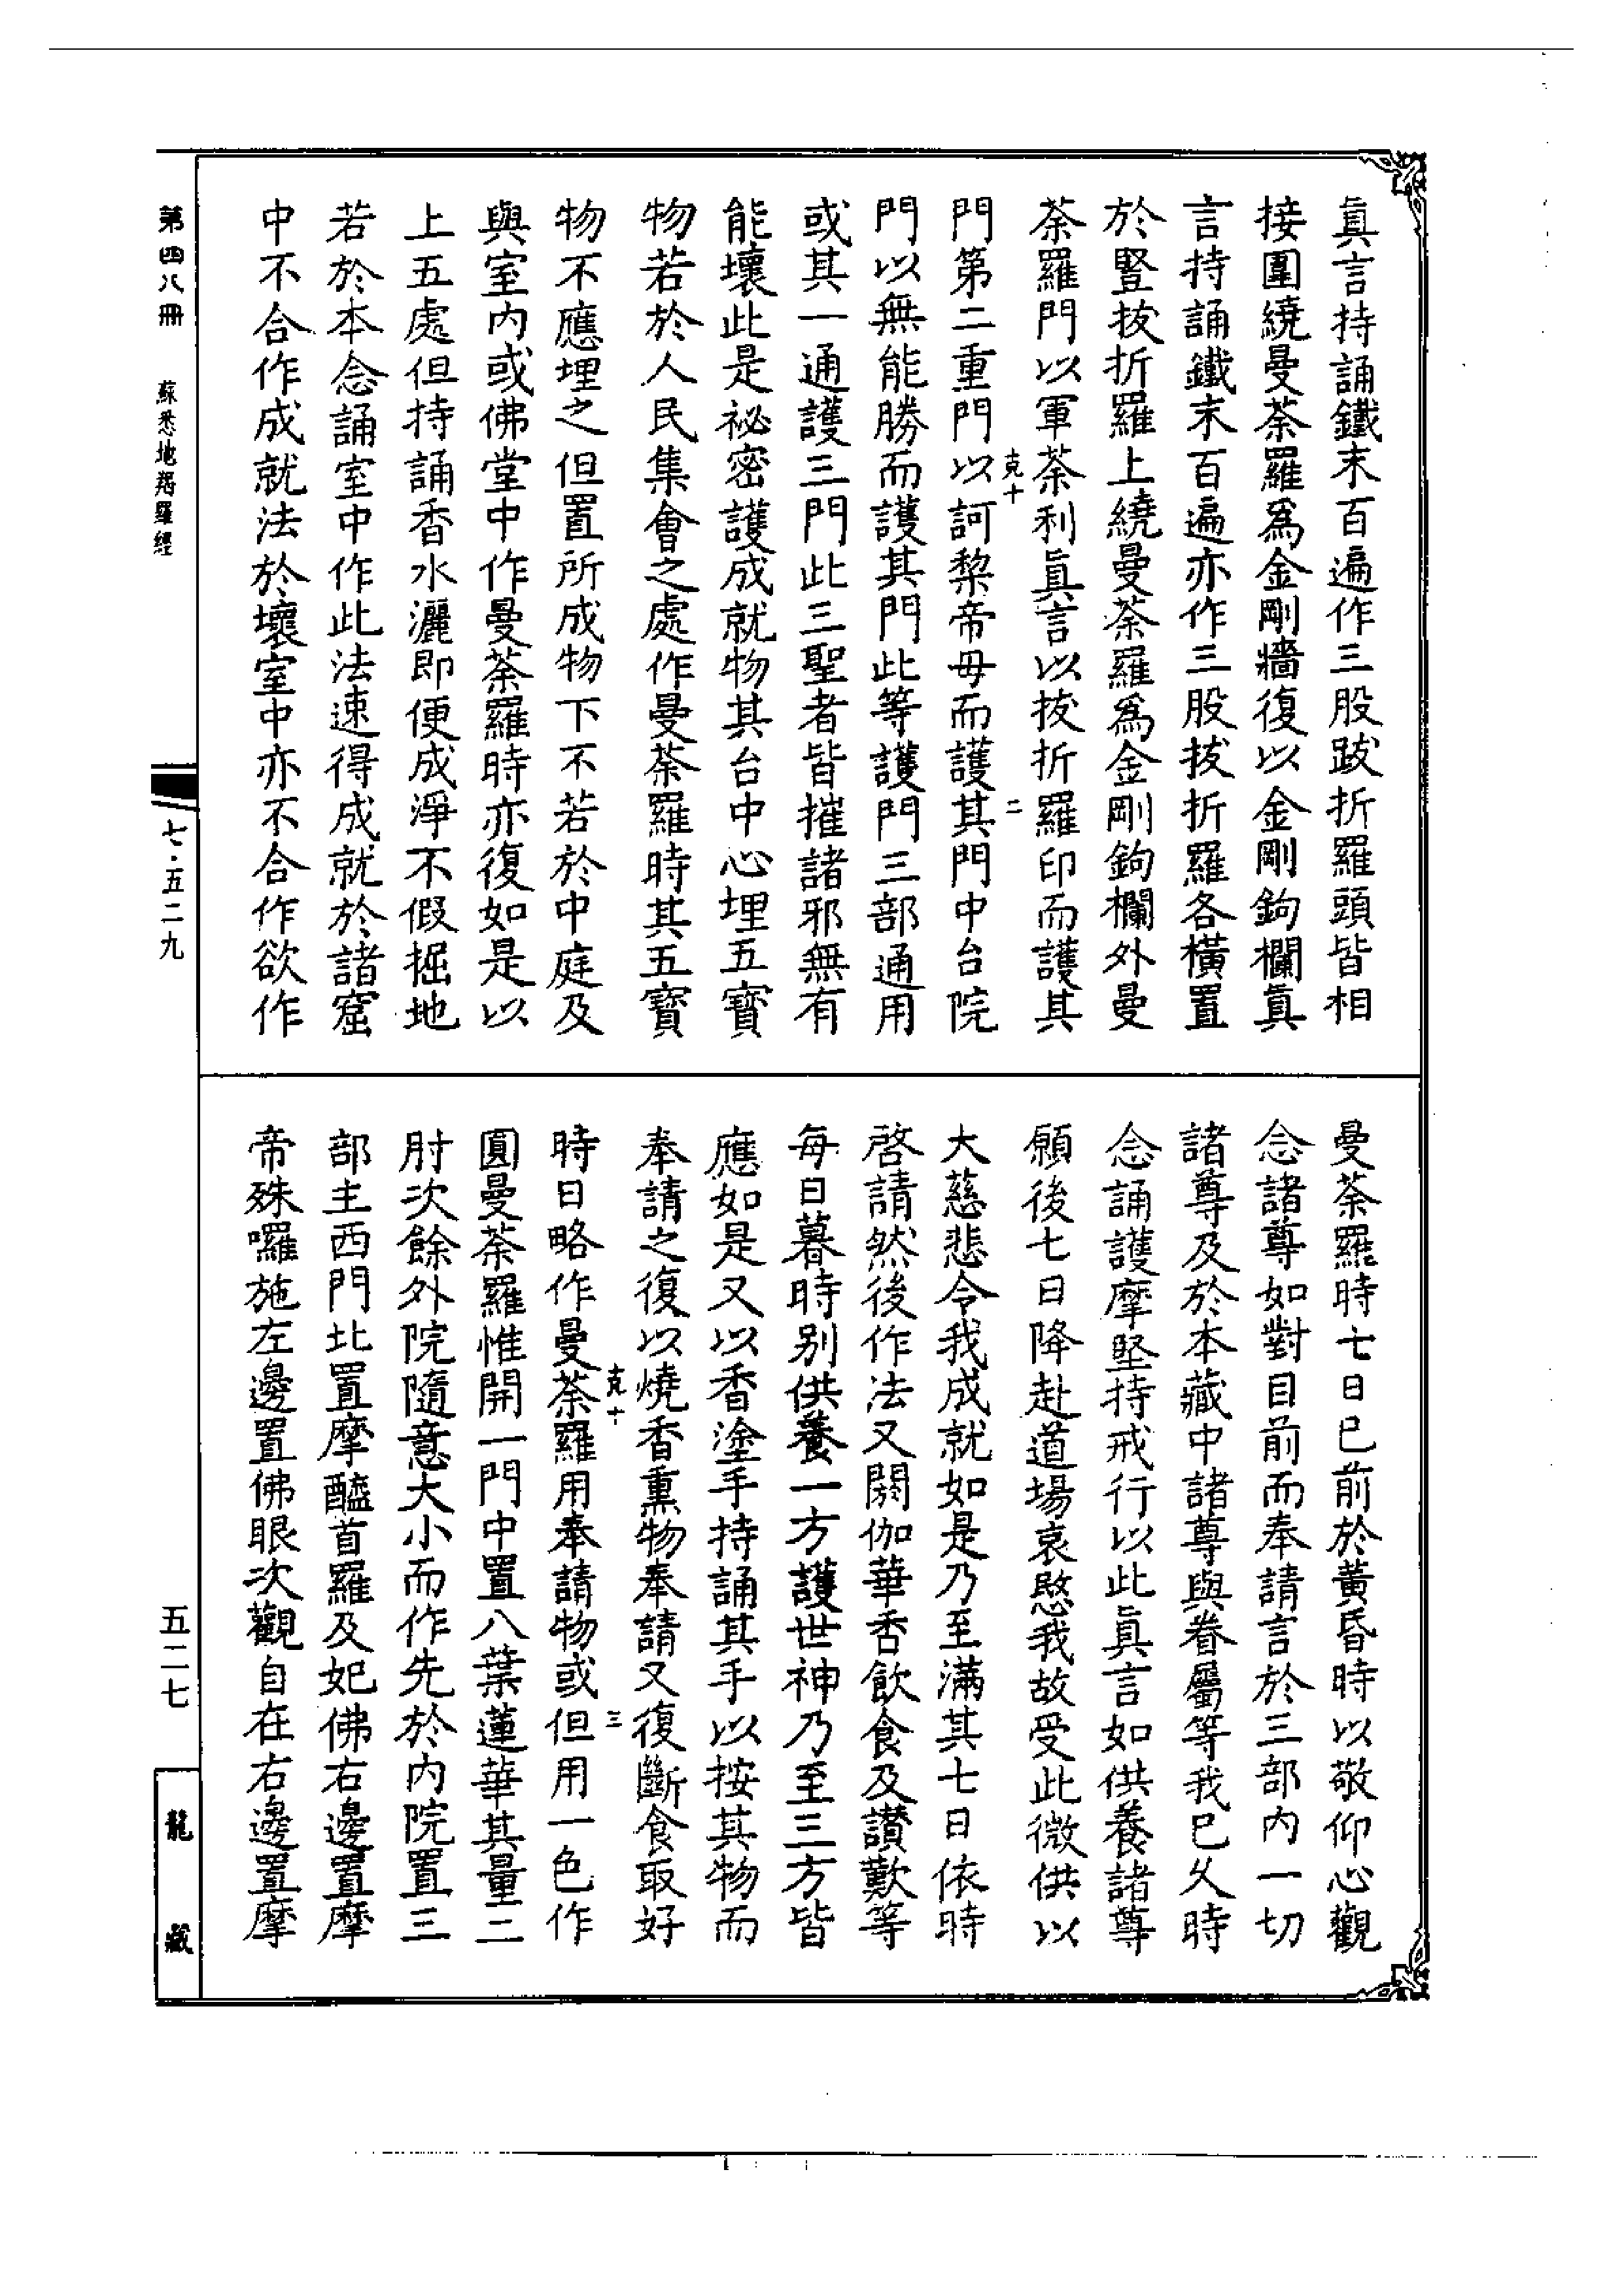 真言持誦鐵末百遍作三股跋折羅頭皆相
接圍繞曼荼羅為金剛牆復以金剛鉤欄真
言持誦鐵末百遍亦作三股拔折羅各橫置
於豎拔折羅上繞曼荼羅為金剛鉤欄外曼
荼羅門以軍荼利真言以拔折羅印而護其
克十
二
門第二重門以訶梨帝母而護其門中台院
門以無能勝而護其門此等護門三部通用
或其一通護三門此三聖者皆摧諸邪無有
能壞此是祕密護成就物其台中心埋五寶
物若於人民集會之處作曼荼羅時其五寶
物不應埋之但置所成物下不若於中庭及
與室內或佛堂中作曼荼羅時亦復如是以
上五處但持誦香水灑即便成淨不假掘地
若於本念誦室中作此法速得成就於諸窟
中不合作成就法於壞室中亦不合作欲作
曼荼羅時七日已前於黃昏時以敬仰心觀
念諸尊如對目前而奉請言於三部內一切
諸尊及於本藏中諸尊與眷屬等我已久時
念誦護摩堅持戒行以此真言如供養諸尊
願後七日降赴道場哀愍我故受此微供以
大慈悲令我成就如是乃至滿其七日依時
啓請然後作法又閼伽華香飲食及讚歎等
每日暮時別供養一方護世神乃至三方皆
應如是又以香塗手持誦其手以按其物而
奉請之復以燒香熏物奉請又復斷食取好
克十
三
時日略作曼荼羅用奉請物或但用一色作
圓曼荼羅惟開一門中置八葉蓮華其量二
肘次餘外院隨意大小而作先於內院置三
部主西門北置摩醯首羅及妃佛右邊置摩
帝殊囉施左邊置佛眼次觀自在右邊置摩
第四八冊
蘇悉地羯羅經
七·五二九
五二七
龍藏